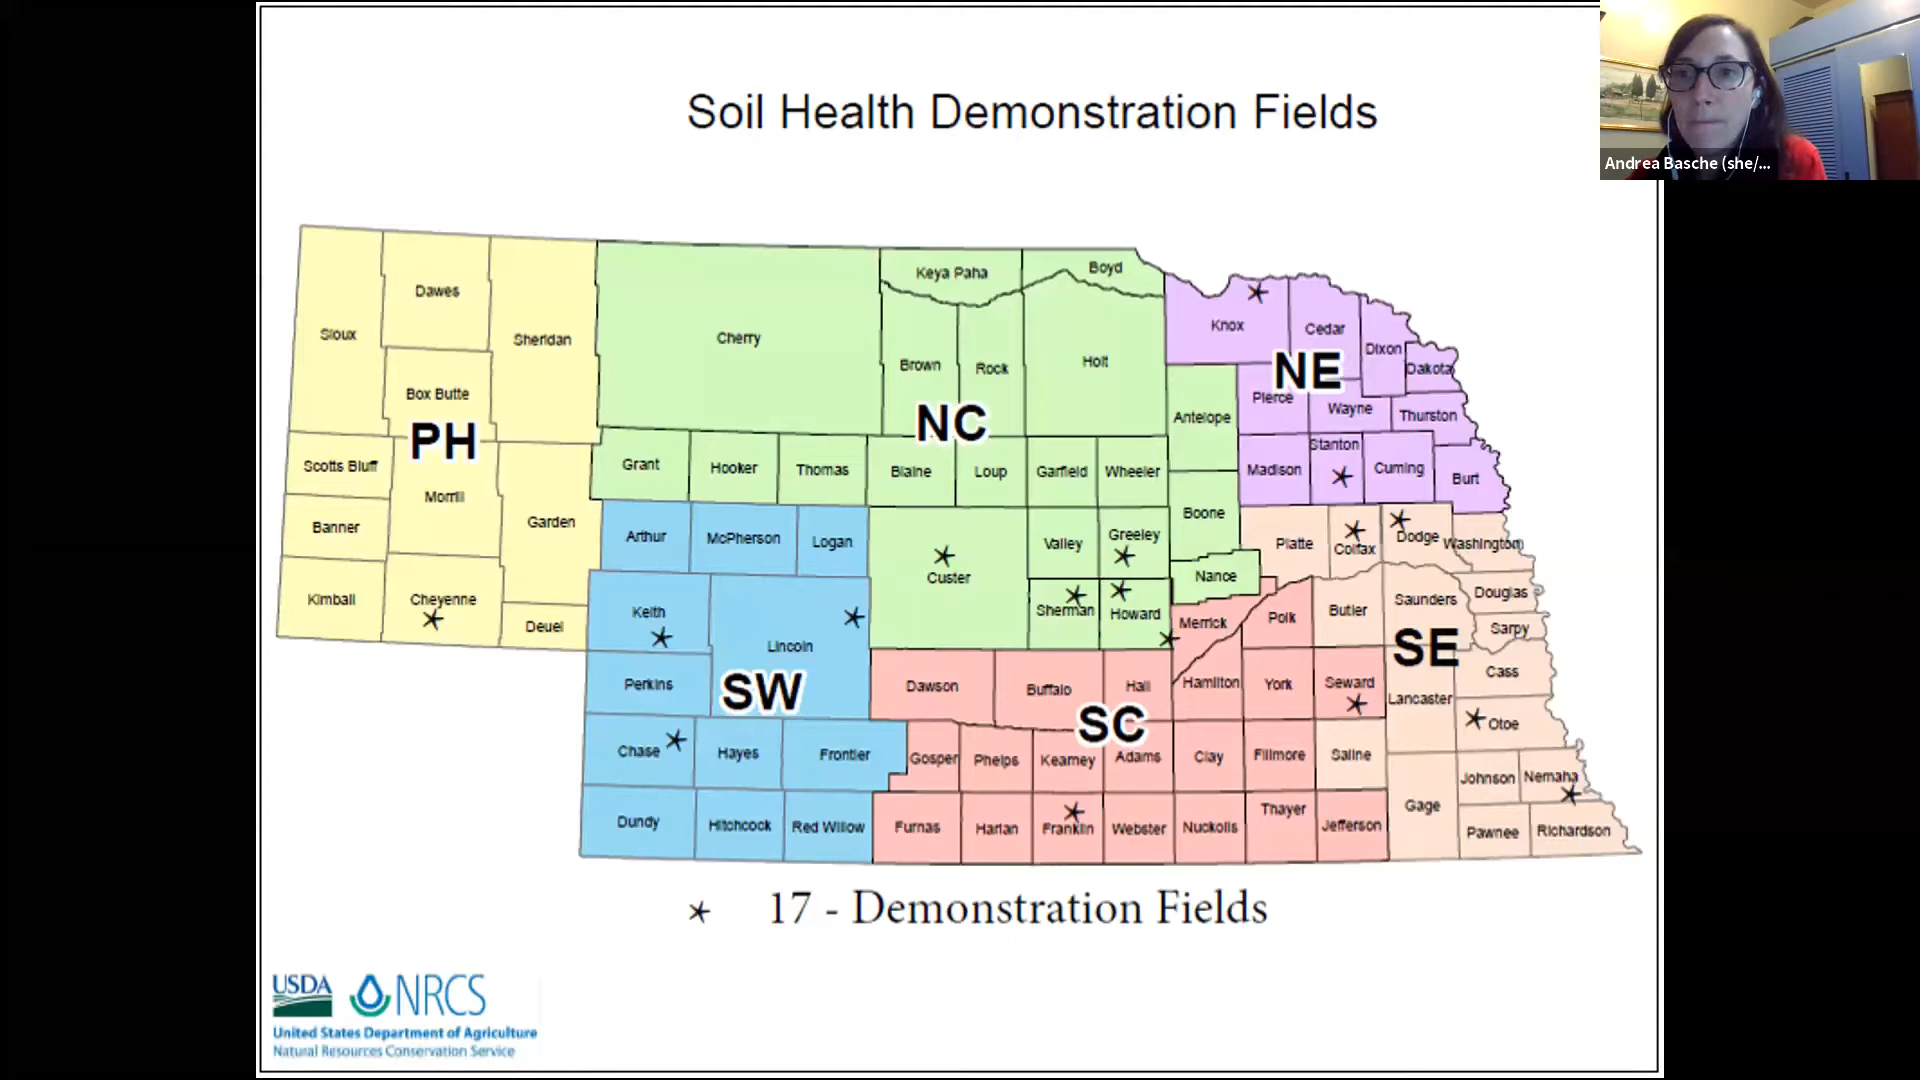 Soil Health Demonstration Fields
Andrea Basche (she/...
Keya Paha
Boyd
Dawes
Sioux
Sheridan
Cherry
Knox
Cedar
Dixon
Brown
Rock
Holt
Dakota
NE
Box Butte
Pierce
Wayne
Thurston
Antelope
PH
NC
Stanton
Scotts Bluff
Grant
Hooker
Thomas
Blaine
Loup
Garfield
Wheeler
Madison
Cuming
Burt
Morrill
Banner
Garden
Arthur
McPherson
Logan
Valley
Greeley
Boone
Platte
Colfax
Dodge
Washington
Custer
Nance
Kimball
Cheyenne
Deuel
Keith
Lincoln
Sherman
Howard
Merrick
Polk
Butler
Saunders
Douglas
Sarpy
SE
Perkins
SW
Dawson
Buffalo
Hall
Hamilton
York
Seward
Lancaster
Cass
SC
Otoe
Chase
Hayes
Frontier
Gosper
Phelps
Kearney
Adams
Clay
Fillmore
Saline
Johnson
Nemaha
Gage
Dundy
Hitchcock
Red Willow
Furnas
Harlan
Franklin
Webster
Nuckolls
Thayer
Jefferson
Pawnee
Richardson
17 - Demonstration Fields
USDA NRCS
United States Department of Agriculture
Natural Resources Conservation Service